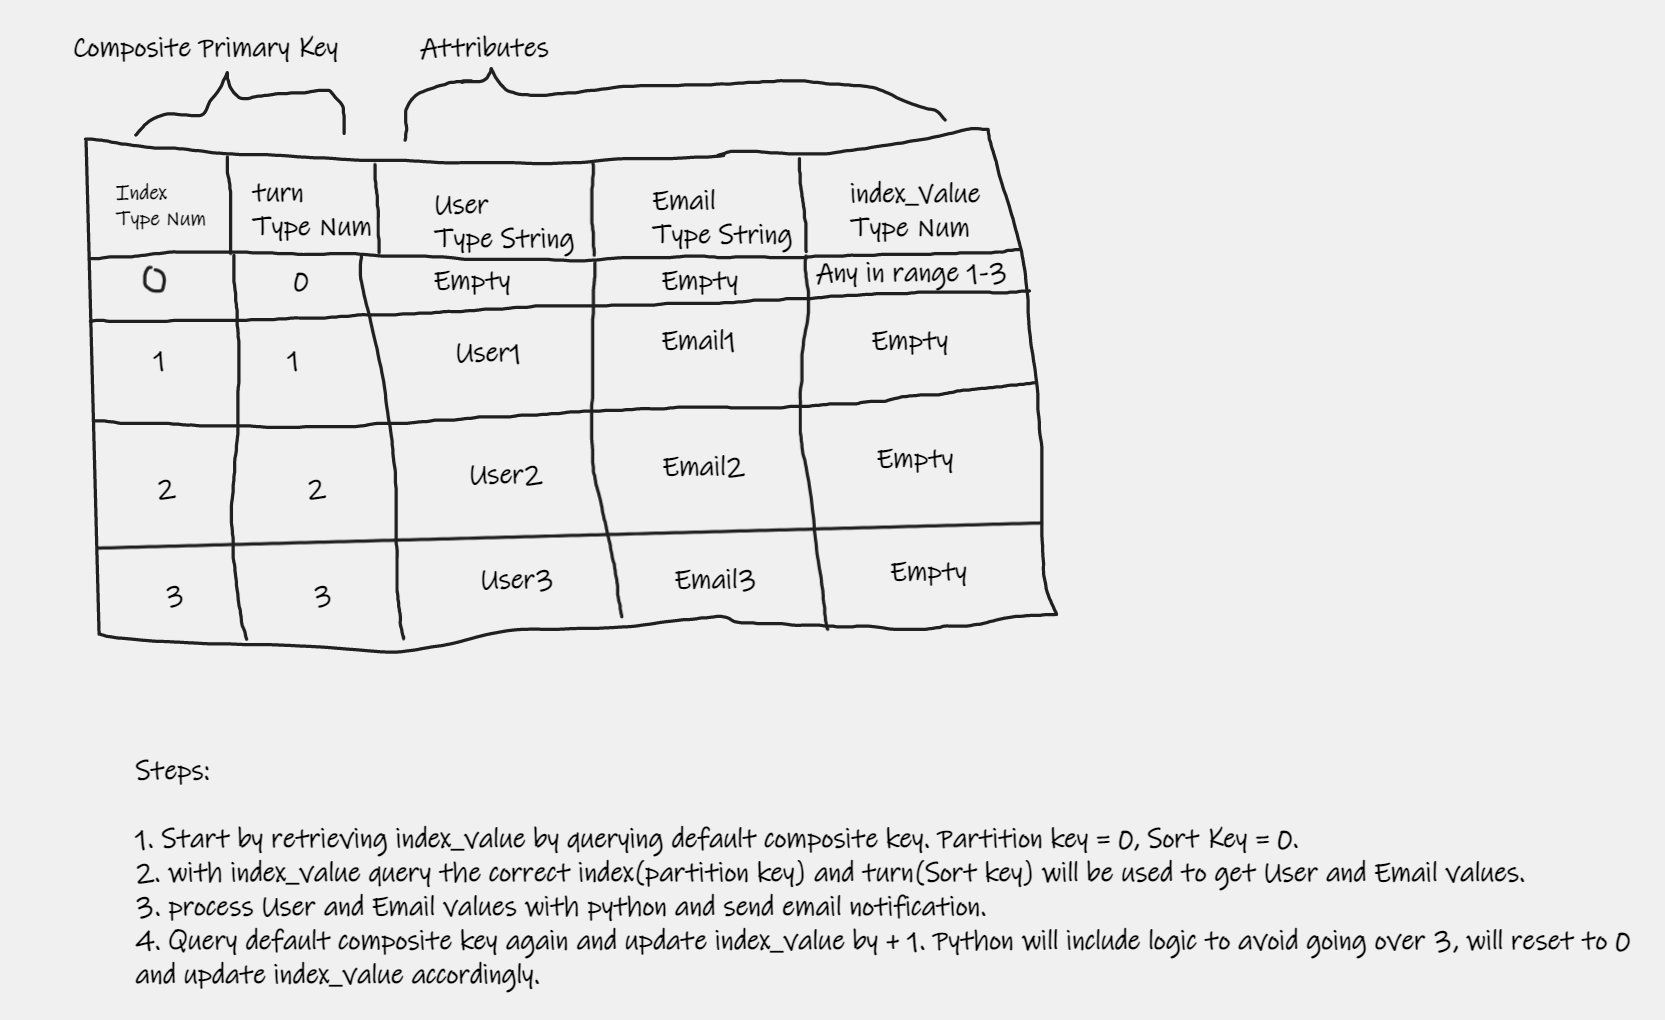 Composite Primary Key
Attributes
Index
Type Num
turn
Type Num
User
Type String
Email
Type String
index_Value
Type Num
0
0
Empty
Empty
Any in range 1-3
1
1
User1
Email1
Empty
2
2
User2
Email2
Empty
3
3
User3
Email3
Empty
Steps:
1. Start by retrieving index_value by querying default composite key. Partition key = 0, Sort Key = 0.
2. with index_value query the correct index(partition key) and turn(Sort key) will be used to get User and Email values.
3. process User and Email values with python and send email notification.
4. Query default composite key again and update index_value by + 1. Python will include logic to avoid going over 3, will reset to 0
and update index_value accordingly.